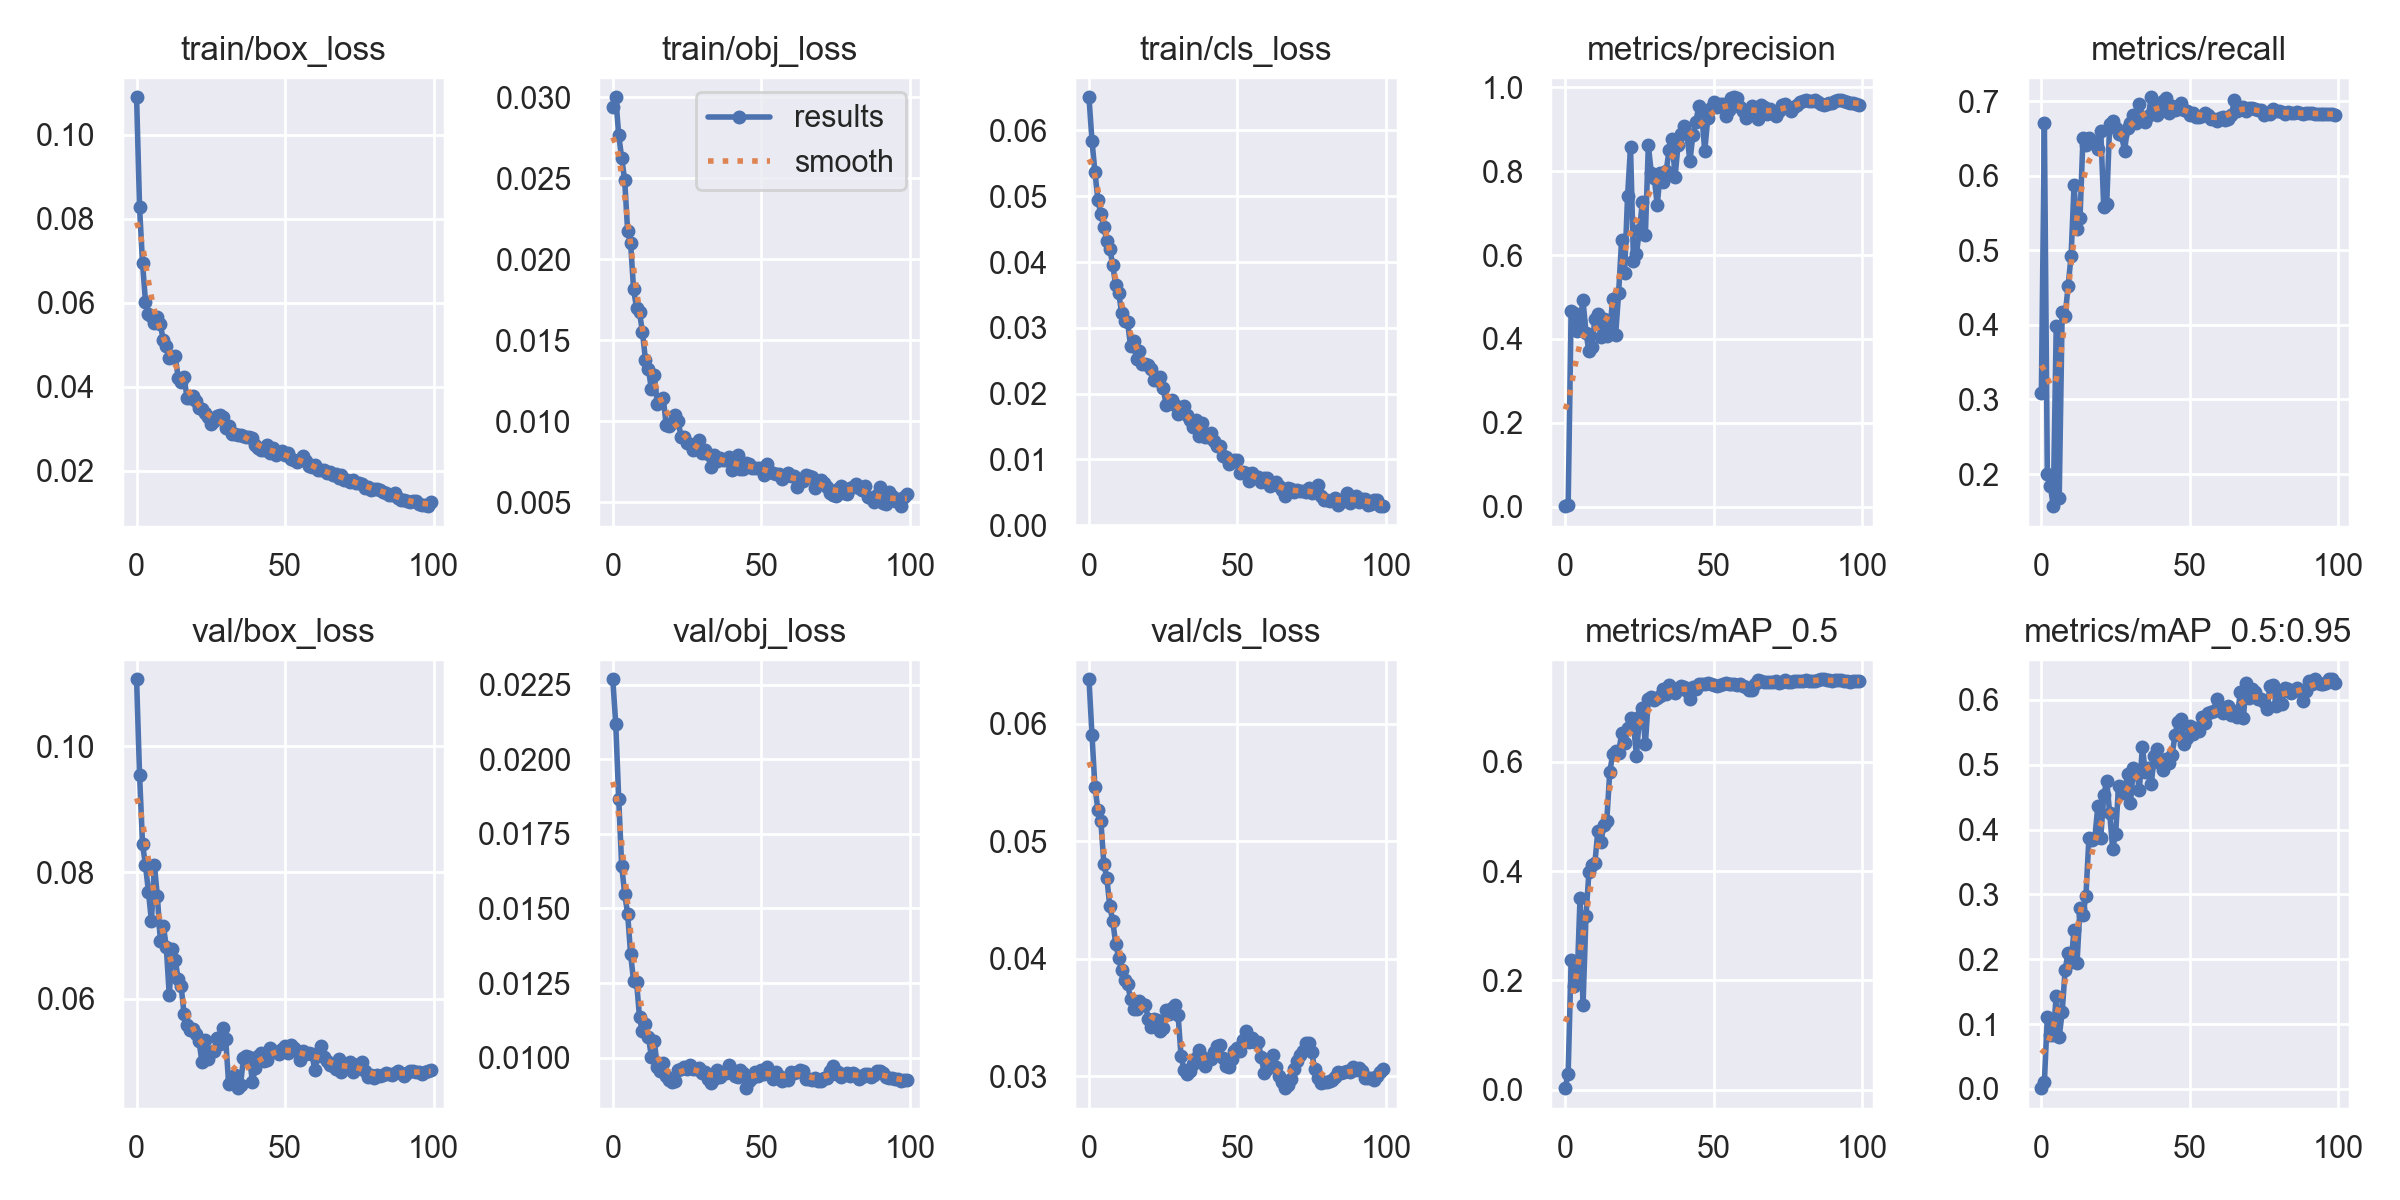 train/box_loss
0.10
0.08
0.06
0.04
0.02
0 50 100
train/obj_loss
results
smooth
0.030
0.025
0.020
0.015
0.010
0.005
0 50 100
train/cls_loss
0.06
0.05
0.04
0.03
0.02
0.01
0.00
0 50 100
metrics/precision
1.0
0.8
0.6
0.4
0.2
0.0
0 50 100
metrics/recall
0.7
0.6
0.5
0.4
0.3
0.2
0 50 100
val/box_loss
0.10
0.08
0.06
0 50 100
val/obj_loss
0.0225
0.0200
0.0175
0.0150
0.0125
0.0100
0 50 100
val/cls_loss
0.06
0.05
0.04
0.03
0 50 100
metrics/mAP_0.5
0.6
0.4
0.2
0.0
0 50 100
metrics/mAP_0.5:0.95
0.6
0.5
0.4
0.3
0.2
0.1
0.0
0 50 100